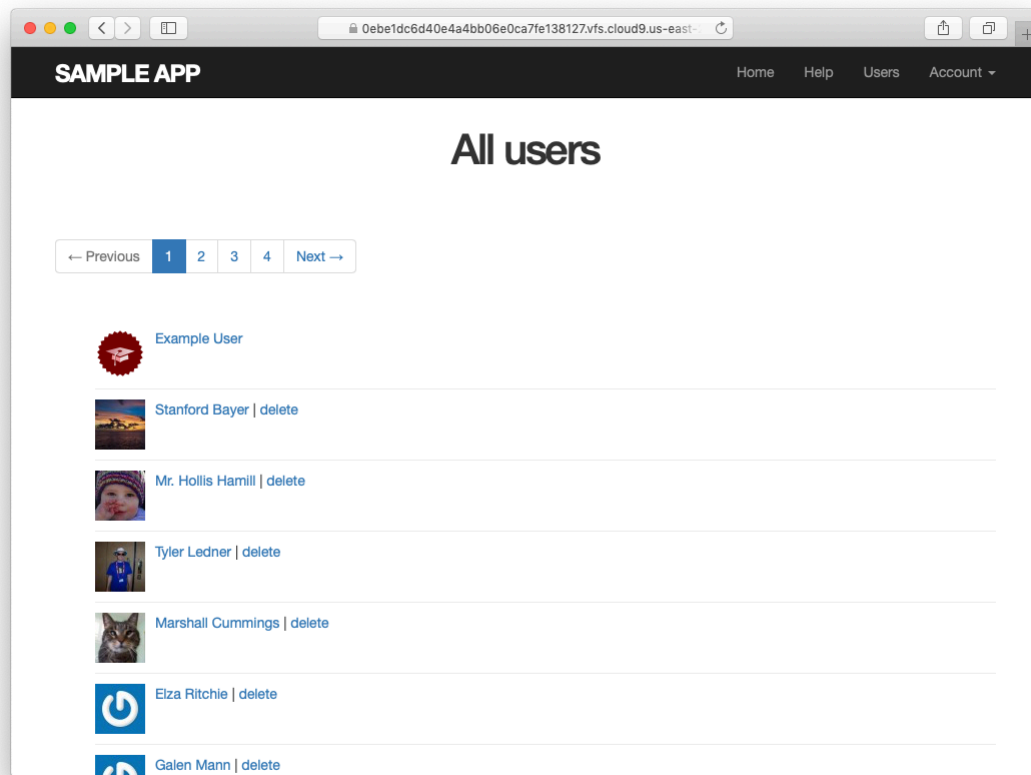 0ebe1dc6d40e4a4bb06e0ca7fe138127.vfs.cloud9.us-east-
SAMPLE APP Home Help Users Account
All users
← Previous 1 2 3 4 Next →
Example User
Stanford Bayer | delete
Mr. Hollis Hamill | delete
Tyler Ledner | delete
Marshall Cummings | delete
Elza Ritchie | delete
Galen Mann | delete